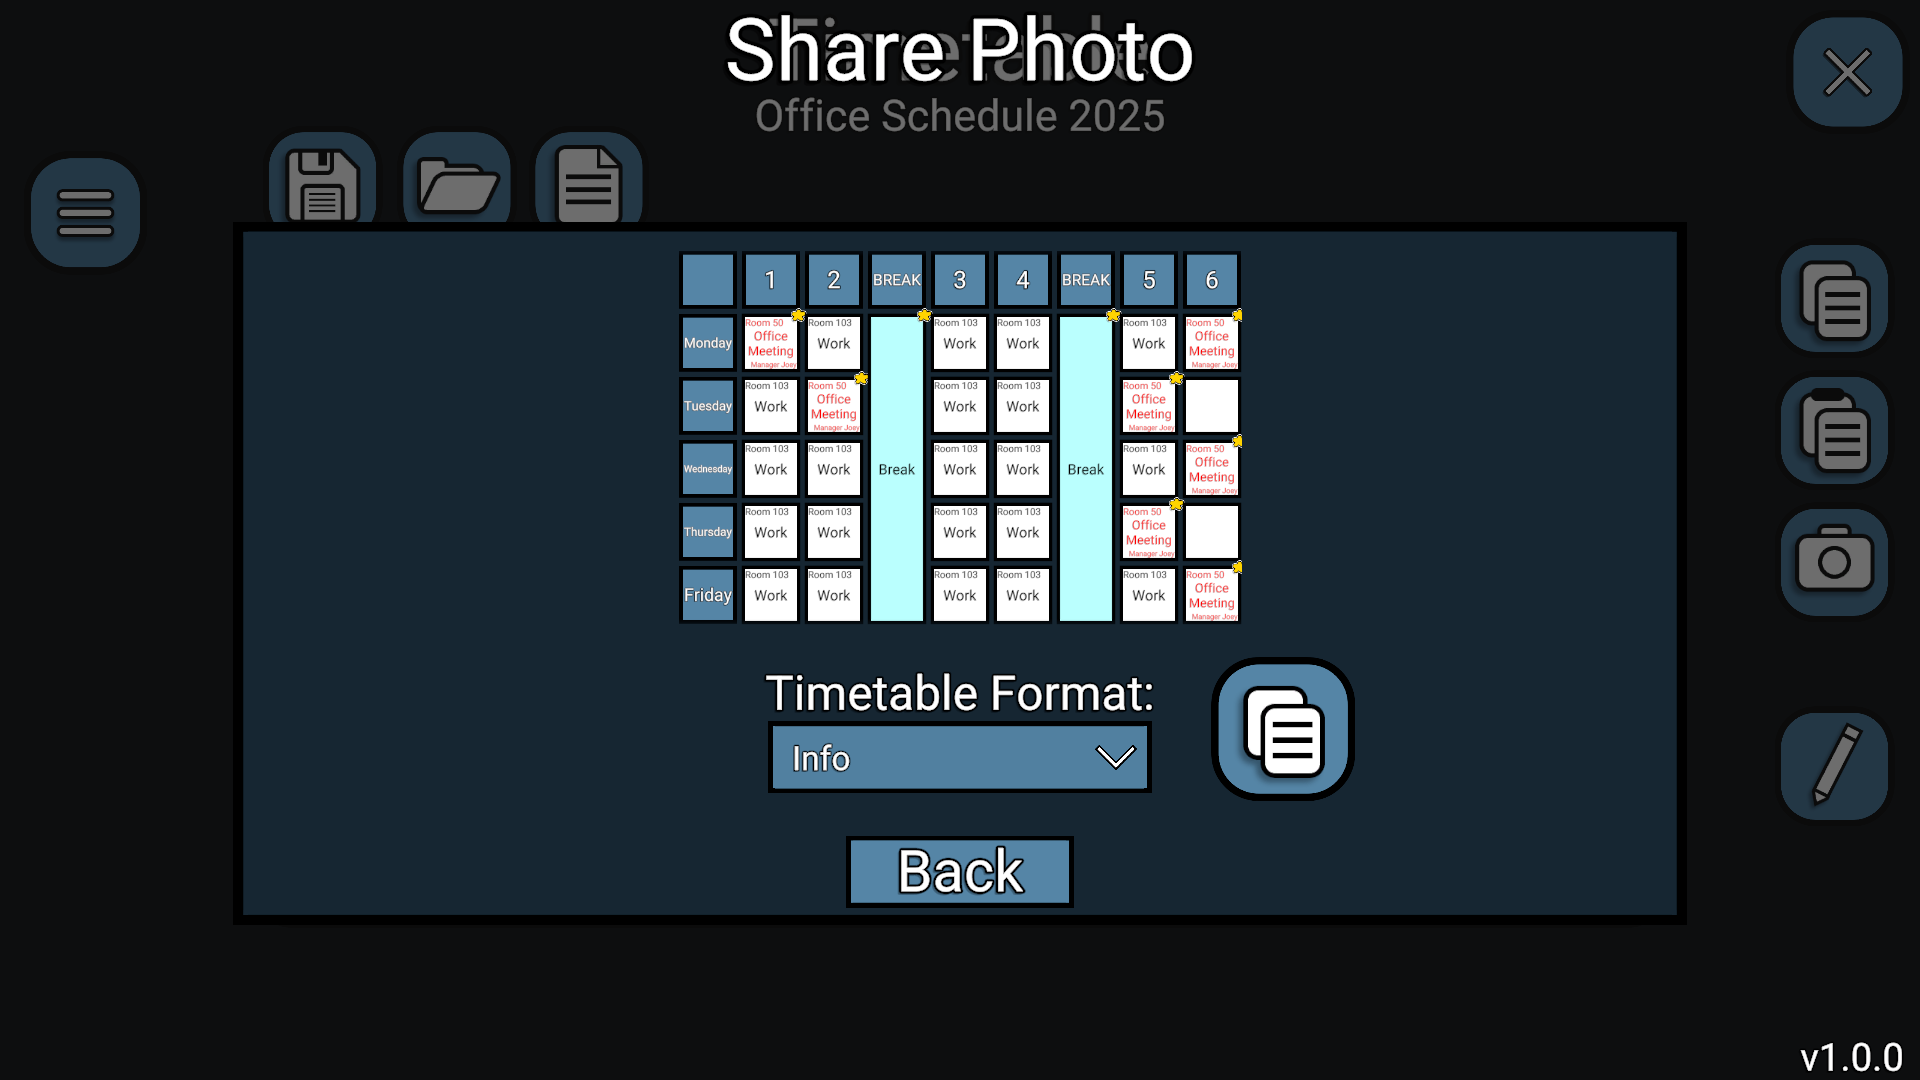 Share Photo
Timetable
Office Schedule 2025
1 2 BREAK 3 4 BREAK 5 6
Monday
Room 50
Office
Meeting
Manager Joey
Room 103
Work
Room 103
Work
Room 103
Work
Room 103
Work
Room 50
Office
Meeting
Manager Joey
Tuesday
Room 103
Work
Room 50
Office
Meeting
Manager Joey
Room 103
Work
Room 103
Work
Room 50
Office
Meeting
Manager Joey
Wednesday
Room 103
Work
Room 103
Work
Break
Room 103
Work
Room 103
Work
Break
Room 103
Work
Room 50
Office
Meeting
Manager Joey
Thursday
Room 103
Work
Room 103
Work
Room 103
Work
Room 103
Work
Room 50
Office
Meeting
Manager Joey
Friday
Room 103
Work
Room 103
Work
Room 103
Work
Room 103
Work
Room 103
Work
Room 50
Office
Meeting
Manager Joey
Timetable Format:
Info
Back
v1.0.0